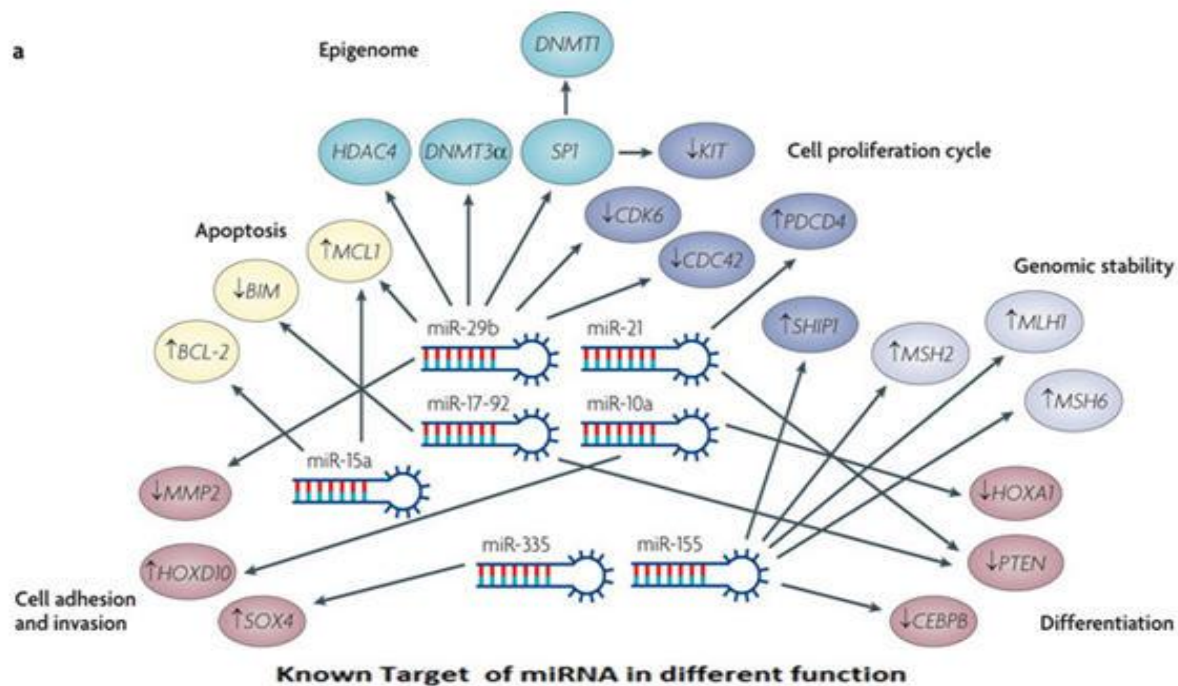 a
Epigenome
DNMT1
HDAC4
DNMT3α
SP1
↓KIT
Cell proliferation cycle
↓CDK6
↑PDCD4
Apoptosis
↑MCL1
↓CDC42
Genomic stability
↓BIM
↑BCL-2
miR-29b
miR-21
↑SHIP1
↑MSH2
↑MLH1
↑MSH6
miR-17-92
miR-10a
miR-15a
↓MMP2
↓HOXA1
miR-335
miR-155
↑HOXD10
↓PTEN
Cell adhesion
and invasion
↑SOX4
↓CEBPB
Differentiation
Known Target of miRNA in different function